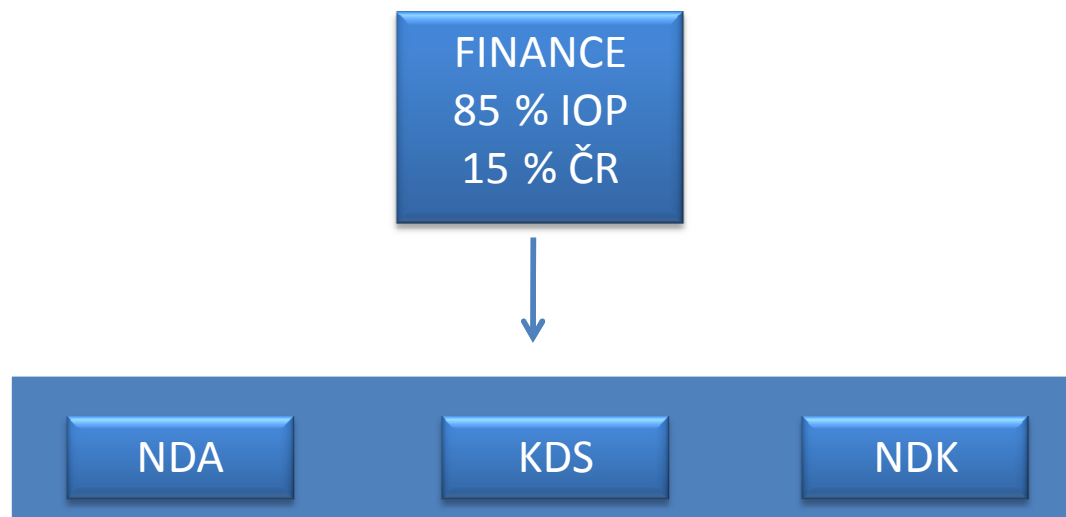 FINANCE
85 % IOP
15 % ČR
NDA
KDS
NDK